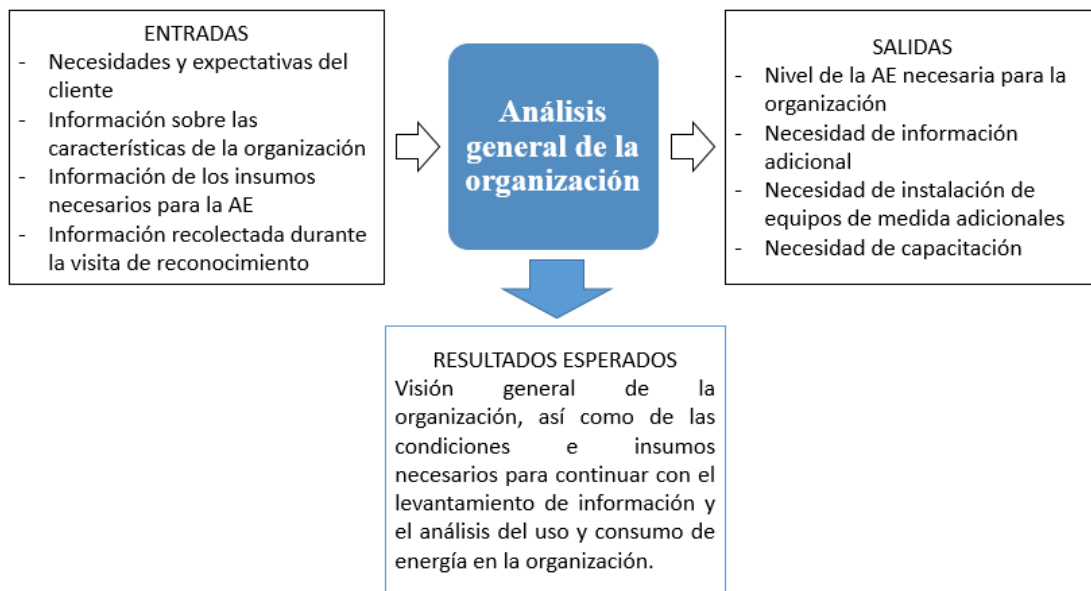 ENTRADAS
- Necesidades y expectativas del
cliente
- Información sobre las
características de la organización
- Información de los insumos
necesarios para la AE
- Información recolectada durante
la visita de reconocimiento
Análisis
general de la
organización
SALIDAS
- Nivel de la AE necesaria para la
organización
- Necesidad de información
adicional
- Necesidad de instalación de
equipos de medida adicionales
- Necesidad de capacitación
RESULTADOS ESPERADOS
Visión general de la
organización, así como de las
condiciones e insumos
necesarios para continuar con el
levantamiento de información y
el análisis del uso y consumo de
energía en la organización.